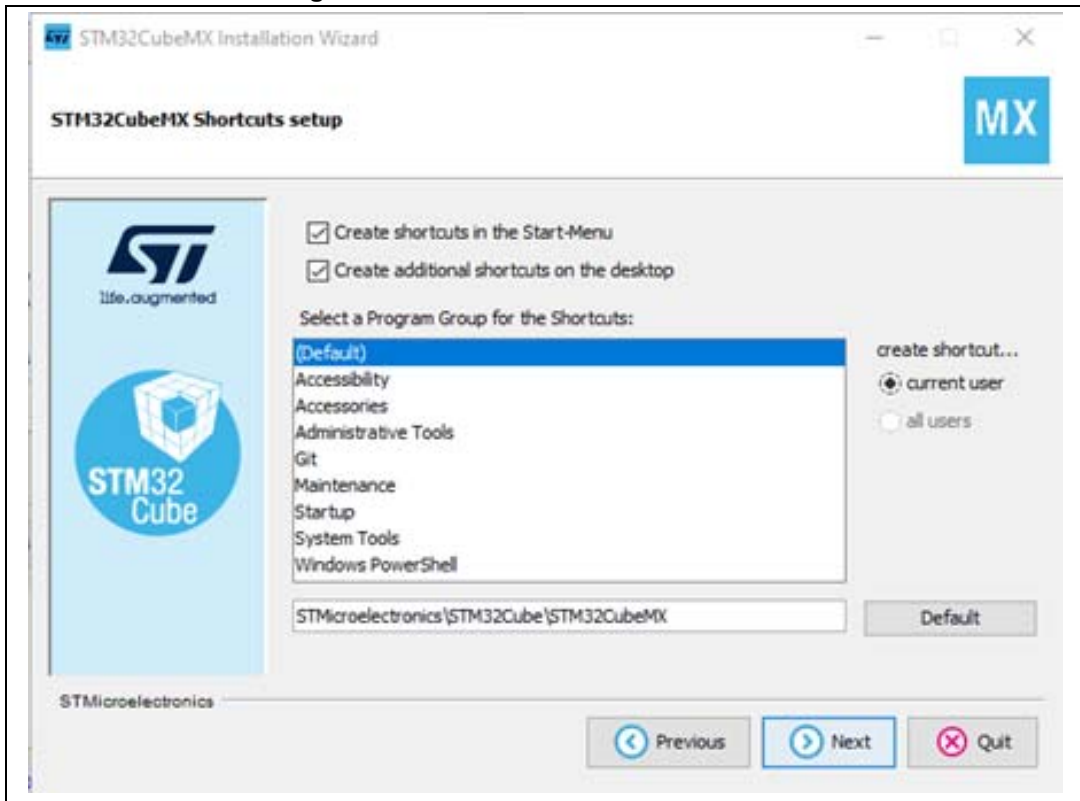 STM32CubeMX Installation Wizard
STM32CubeMX Shortcuts setup
MX
Create shortcuts in the Start-Menu
Create additional shortcuts on the desktop
life.augmented
Select a Program Group for the Shortcuts:
(Default)
Accessibility
Accessories
Administrative Tools
Git
Maintenance
Startup
System Tools
Windows PowerShell
create shortcut...
current user
all users
STM32
Cube
STMicroelectronics\STM32Cube\STM32CubeMX
Default
STMicroelectronics
Previous
Next
Quit